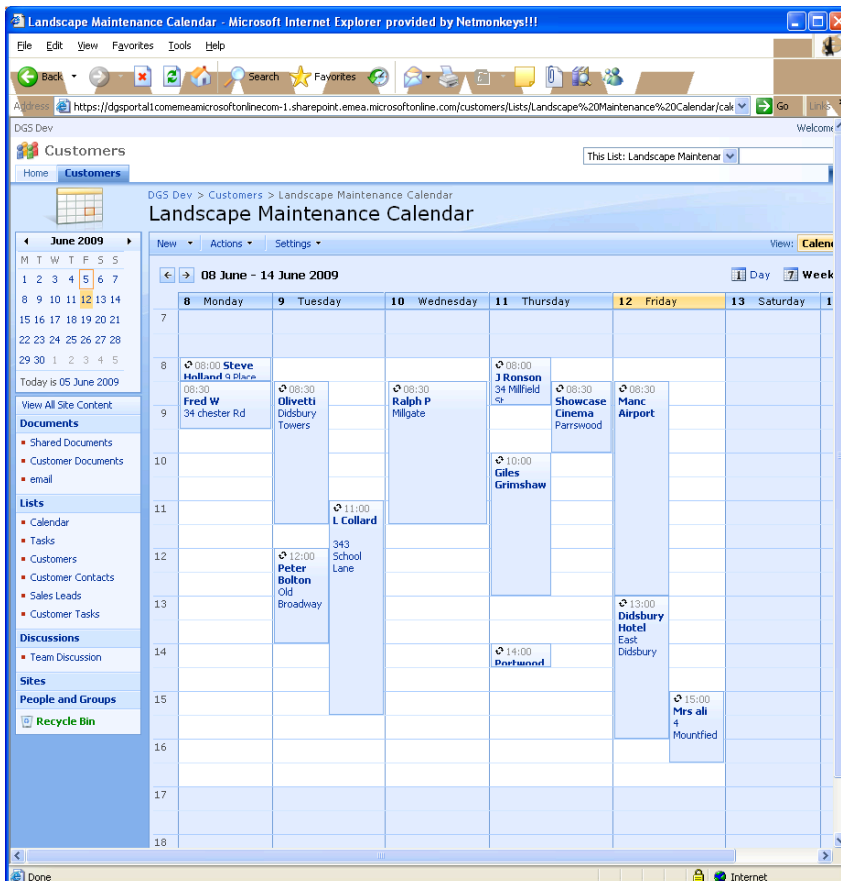 Landscape Maintenance Calendar - Microsoft Internet Explorer provided by Netmonkeys!!!
File Edit View Favorites Tools Help
Back Search Favorites
Address https://dgsportal1comemeamicrosoftonlinecom-1.sharepoint.emea.microsoftonline.com/customers/Lists/Landscape%20Maintenance%20Calendar/cale Go Links
DGS Dev Welcome
Customers
This List: Landscape Maintenar
Home Customers
DGS Dev > Customers > Landscape Maintenance Calendar
Landscape Maintenance Calendar
June 2009
M T W T F S S
1 2 3 4 5 6 7
8 9 10 11 12 13 14
15 16 17 18 19 20 21
22 23 24 25 26 27 28
29 30 1 2 3 4 5
Today is 05 June 2009
View All Site Content
Documents
Shared Documents
Customer Documents
email
Lists
Calendar
Tasks
Customers
Customer Contacts
Sales Leads
Customer Tasks
Discussions
Team Discussion
Sites
People and Groups
Recycle Bin
New Actions Settings View: Calen
08 June - 14 June 2009 1 Day 7 Week
8 Monday 9 Tuesday 10 Wednesday 11 Thursday 12 Friday 13 Saturday 1
7
8
9
10
11
12
13
14
15
16
17
18
08:00 Steve
Holland 9 Place
08:30
Fred W
34 chester Rd
08:30
Olivetti
Didsbury
Towers
11:00
L Collard
343
School
Lane
12:00
Peter
Bolton
Old
Broadway
08:30
Ralph P
Millgate
08:00
J Ronson
34 Millfield
St
08:30
Showcase
Cinema
Parrswood
10:00
Giles
Grimshaw
14:00
Portwood
08:30
Manc
Airport
13:00
Didsbury
Hotel
East
Didsbury
15:00
Mrs ali
4
Mountfied
Done Internet